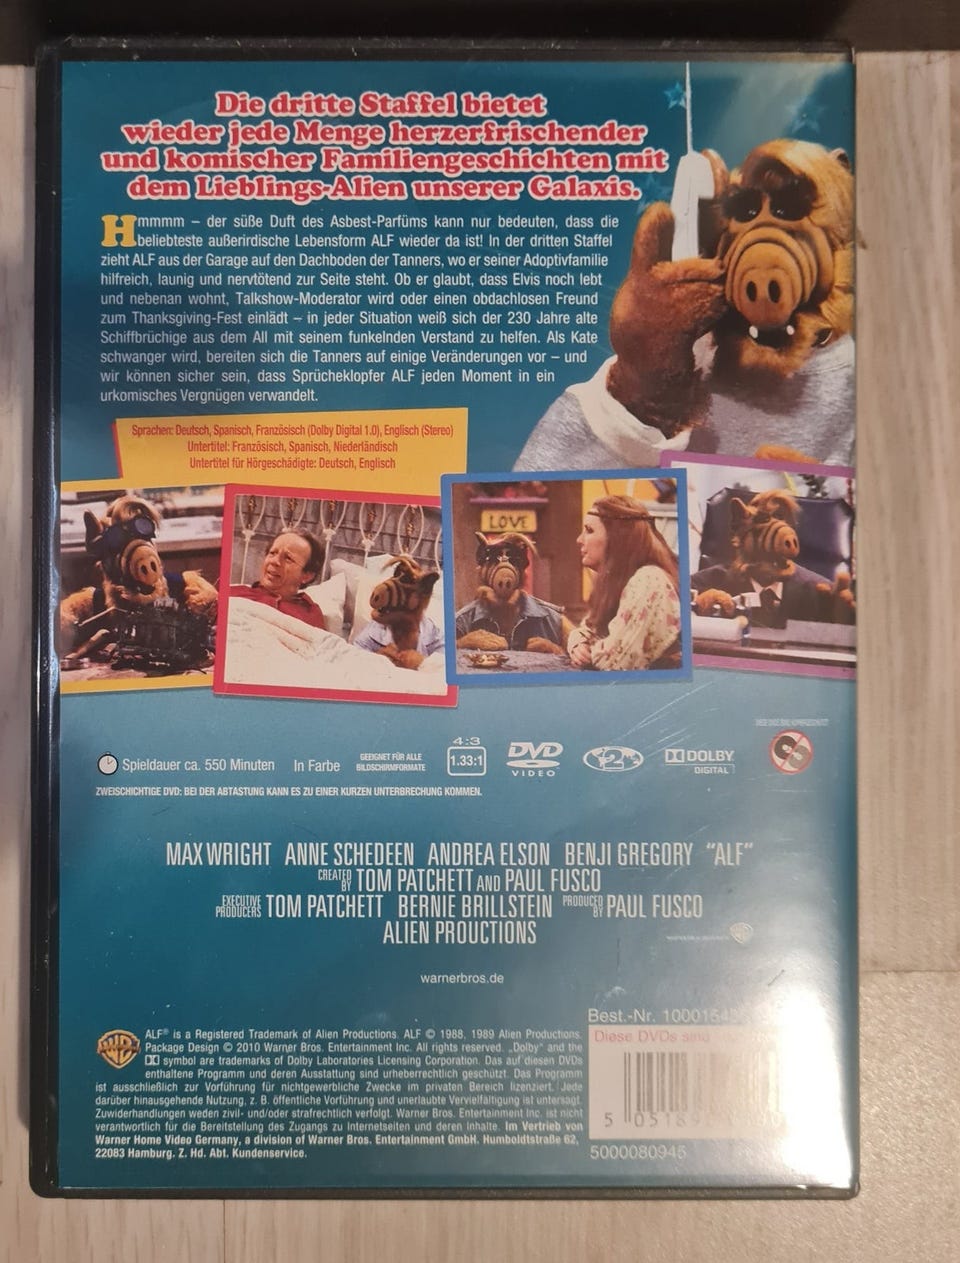 Die dritte Staffel bietet
wieder jede Menge herzerfrischender
und komischer Familiengeschichten mit
dem Lieblings-Alien unserer Galaxis.
Hmmmm – der süße Duft des Asbest-Parfüms kann nur bedeuten, dass die
beliebteste außerirdische Lebensform ALF wieder da ist! In der dritten Staffel
zieht ALF aus der Garage auf den Dachboden der Tanners, wo er seiner Adoptivfamilie
hilfreich, launig und nervtötend zur Seite steht. Ob er glaubt, dass Elvis noch lebt
und nebenan wohnt, Talkshow-Moderator wird oder einen obdachlosen Freund
zum Thanksgiving-Fest einlädt – in jeder Situation weiß sich der 230 Jahre alte
Schiffbrüchige aus dem All mit seinem funkelnden Verstand zu helfen. Als Kate
schwanger wird, bereiten sich die Tanners auf einige Veränderungen vor – und
wir können sicher sein, dass Sprücheklopfer ALF jeden Moment in ein
urkomisches Vergnügen verwandelt.
Sprachen: Deutsch, Spanisch, Französisch (Dolby Digital 1.0), Englisch (Stereo)
Untertitel: Französisch, Spanisch, Niederländisch
Untertitel für Hörgeschädigte: Deutsch, Englisch
LOVE
Spieldauer ca. 550 Minuten
In Farbe
GEEIGNET FÜR ALLE
BILDSCHIRMFORMATE
4:3
1.33:1
DVD
VIDEO
2
DOLBY
DIGITAL
ZWEISCHICHTIGE DVD: BEI DER ABTASTUNG KANN ES ZU EINER KURZEN UNTERBRECHUNG KOMMEN.
MAX WRIGHT ANNE SCHEDEEN ANDREA ELSON BENJI GREGORY "ALF"
CREATED BY TOM PATCHETT AND PAUL FUSCO
EXECUTIVE PRODUCERS TOM PATCHETT BERNIE BRILLSTEIN PRODUCED BY PAUL FUSCO
ALIEN PROUCTIONS
warnerbros.de
ALF® is a Registered Trademark of Alien Productions. ALF © 1988, 1989 Alien Productions.
Package Design © 2010 Warner Bros. Entertainment Inc. All rights reserved. „Dolby" and the
symbol are trademarks of Dolby Laboratories Licensing Corporation. Das auf diesen DVDs
enthaltene Programm und deren Ausstattung sind urheberrechtlich geschützt. Das Programm
ist ausschließlich zur Vorführung für nichtgewerbliche Zwecke im privaten Bereich lizenziert. Jede
darüber hinausgehende Nutzung, z. B. öffentliche Vorführung und unerlaubte Vervielfältigung ist untersagt.
Zuwiderhandlungen weden zivil- und/oder strafrechtlich verfolgt. Warner Bros. Entertainment Inc. ist nicht
verantwortlich für die Bereitstellung des Zugangs zu Internetseiten und deren Inhalte. Im Vertrieb von
Warner Home Video Germany, a division of Warner Bros. Entertainment GmbH. Humboldtstraße 62,
22083 Hamburg. Z. Hd. Abt. Kundenservice.
Best.-Nr.
Diese DVDs sind
5000080945